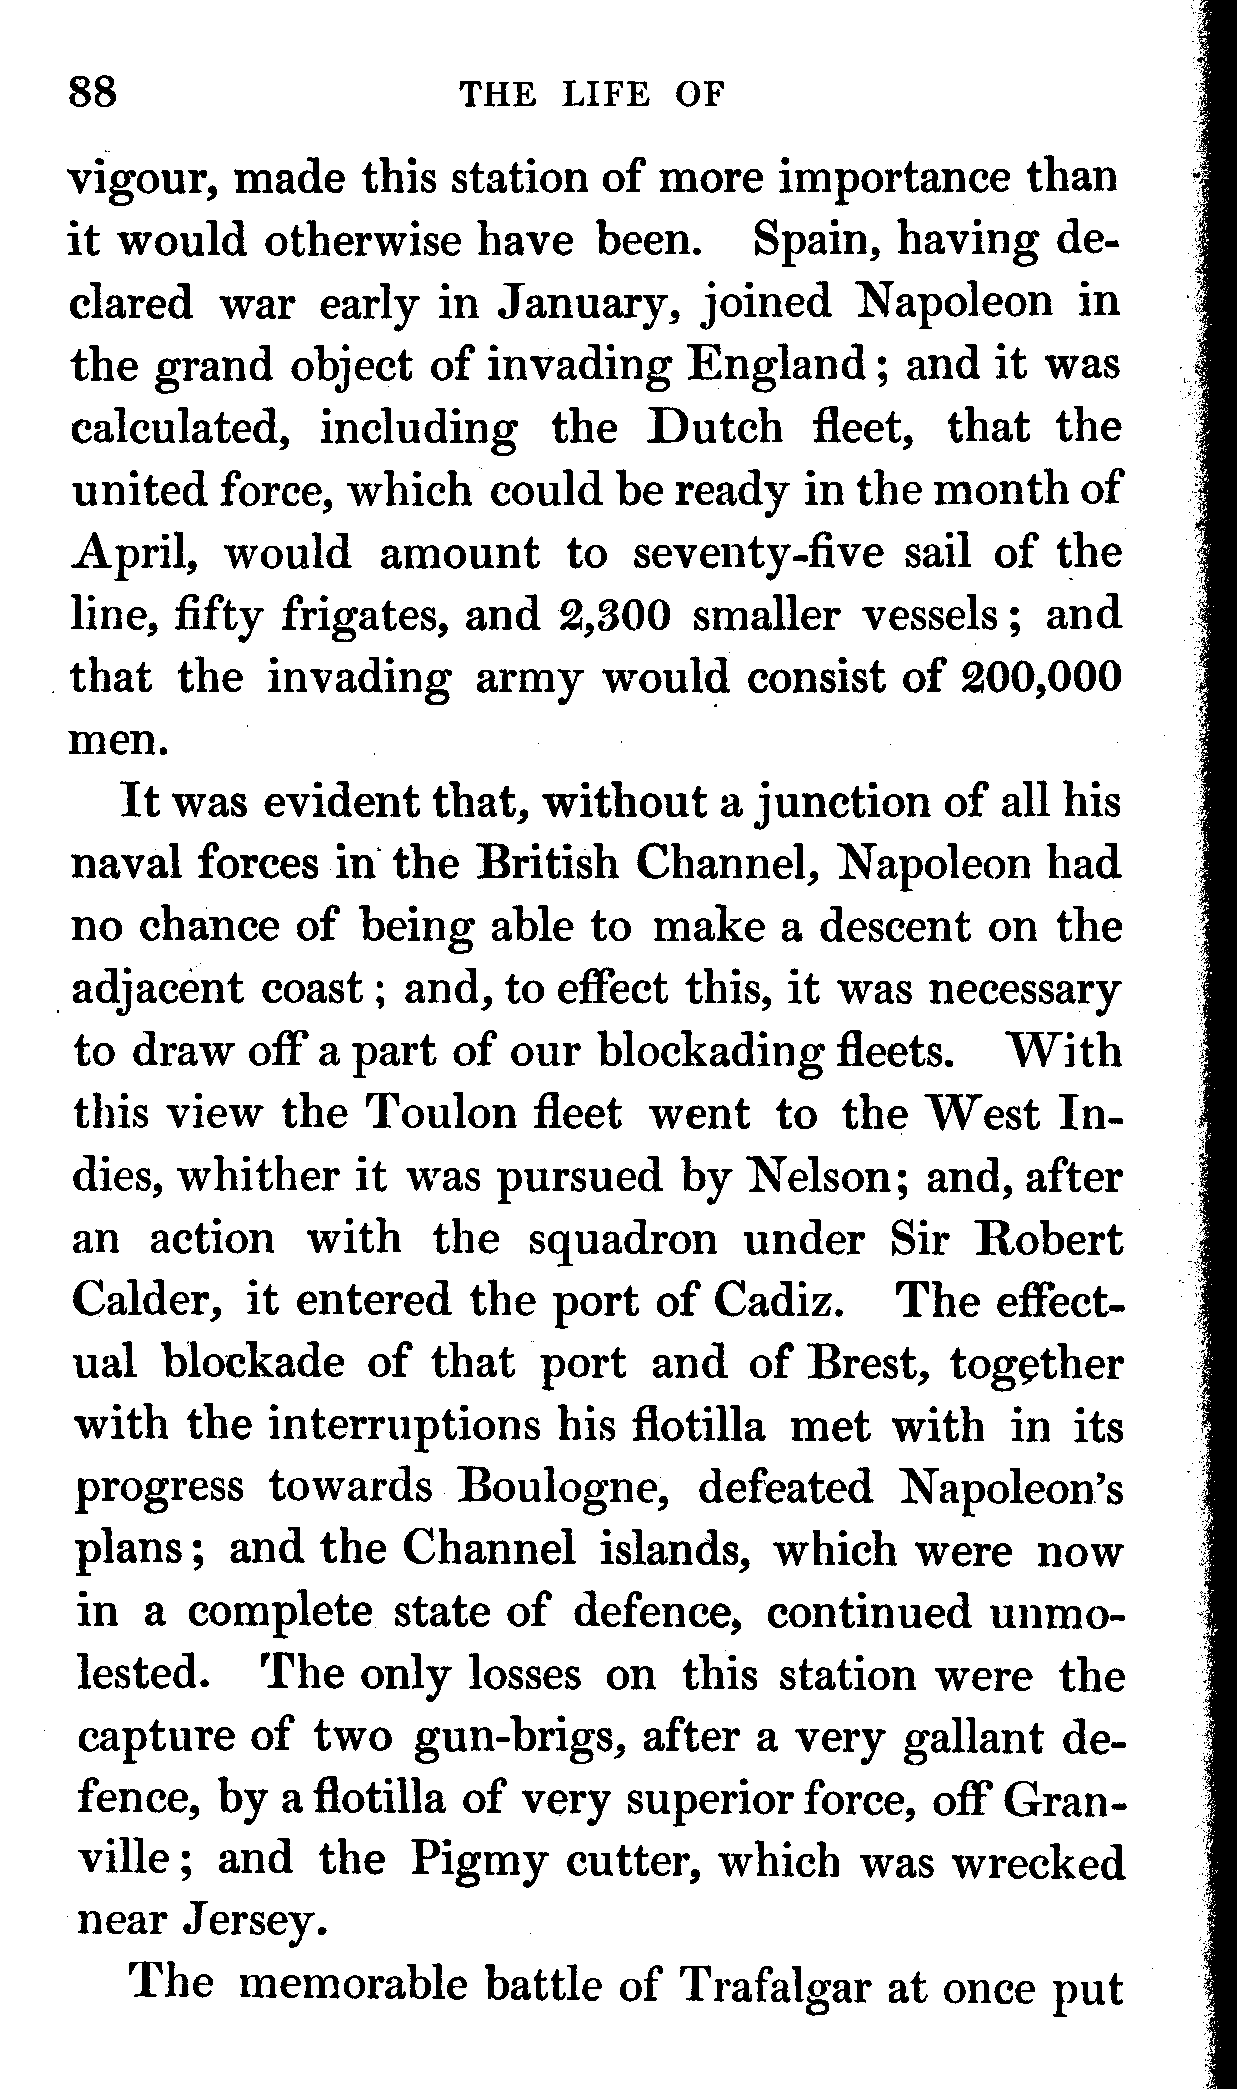 88 THE LIFE OF
vigour, made this station of more importance than
it would otherwise have been. Spain, having de-
clared war early in January, joined Napoleon in
the grand object of invading England; and it was
calculated, including the Dutch fleet, that the
united force, which could be ready in the month of
April, would amount to seventy-five sail of the
line, fifty frigates, and 2,300 smaller vessels; and
that the invading army would consist of 200,000
men.
It was evident that, without a junction of all his
naval forces in the British Channel, Napoleon had
no chance of being able to make a descent on the
adjacent coast; and, to effect this, it was necessary
to draw off a part of our blockading fleets. With
this view the Toulon fleet went to the West In-
dies, whither it was pursued by Nelson; and, after
an action with the squadron under Sir Robert
Calder, it entered the port of Cadiz. The effect-
ual blockade of that port and of Brest, together
with the interruptions his flotilla met with in its
progress towards Boulogne, defeated Napoleon's
plans; and the Channel islands, which were now
in a complete state of defence, continued unmo-
lested. The only losses on this station were the
capture of two gun-brigs, after a very gallant de-
fence, by a flotilla of very superior force, off Gran-
ville; and the Pigmy cutter, which was wrecked
near Jersey.
The memorable battle of Trafalgar at once put